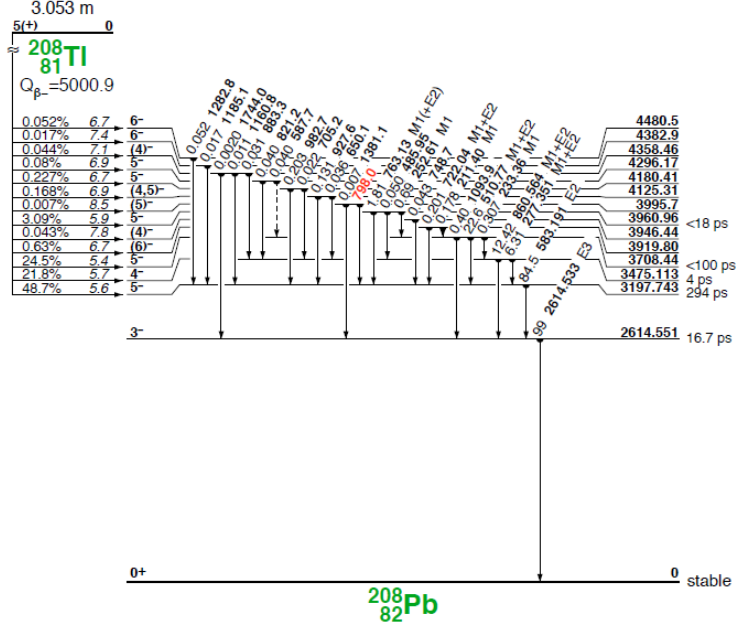 3.053 m
5(+) 0
≈ 208 81 Tl
Qβ−=5000.9
0.052% 6.7 6− 4480.5
0.017% 7.4 6− 4382.9
0.044% 7.1 (4)− 4358.46
0.08% 6.9 5− 4296.17
0.227% 6.7 5− 4180.41
0.168% 6.9 (4,5)− 4125.31
0.007% 8.5 (5)− 3995.7
3.09% 5.9 5− 3960.96 <18 ps
0.043% 7.8 (4)− 3946.44
0.63% 6.7 (6)− 3919.80
24.5% 5.4 5− 3708.44 <100 ps
21.8% 5.7 4− 3475.113 4 ps
48.7% 5.6 5− 3197.743 294 ps
0.052 1282.8
0.017 1185.1
0.0020 1744.0
0.011 1160.8
0.031 883.3
0.040 821.2
0.040 587.7
0.203 982.7
0.022 705.2
0.131 927.6
0.036 650.1
0.007 1381.1
798.0
1.81 763.13 M1(+E2)
0.050 485.95
0.69 252.61 M1
0.043 748.7
0.201 722.04 M1+E2
0.178 211.40 M1
0.40 1093.9
22.6 510.77 M1+E2
0.307 233.36 M1
12.42 860.564 M1+E2
6.31 277.351 M1+E2
84.5 583.191 E2
99 2614.533 E3
3− 2614.551 16.7 ps
0+ 0 stable
208 82 Pb